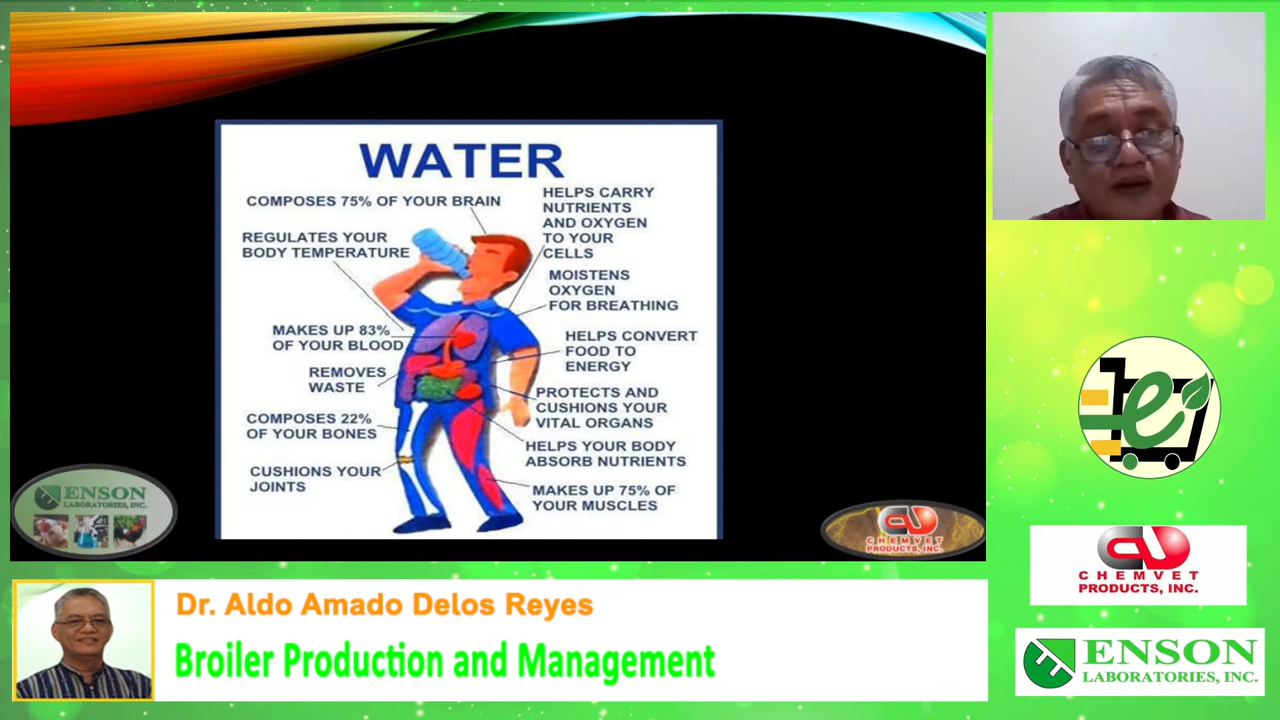 WATER
COMPOSES 75% OF YOUR BRAIN
REGULATES YOUR
BODY TEMPERATURE
MAKES UP 83%
OF YOUR BLOOD
REMOVES
WASTE
COMPOSES 22%
OF YOUR BONES
CUSHIONS YOUR
JOINTS
HELPS CARRY
NUTRIENTS
AND OXYGEN
TO YOUR
CELLS
MOISTENS
OXYGEN
FOR BREATHING
HELPS CONVERT
FOOD TO
ENERGY
PROTECTS AND
CUSHIONS YOUR
VITAL ORGANS
HELPS YOUR BODY
ABSORB NUTRIENTS
MAKES UP 75% OF
YOUR MUSCLES
ENSON
LABORATORIES, INC.
CHEMVET
PRODUCTS, INC.
Dr. Aldo Amado Delos Reyes
Broiler Production and Management
e
CHEMVET
PRODUCTS, INC.
ENSON
LABORATORIES, INC.